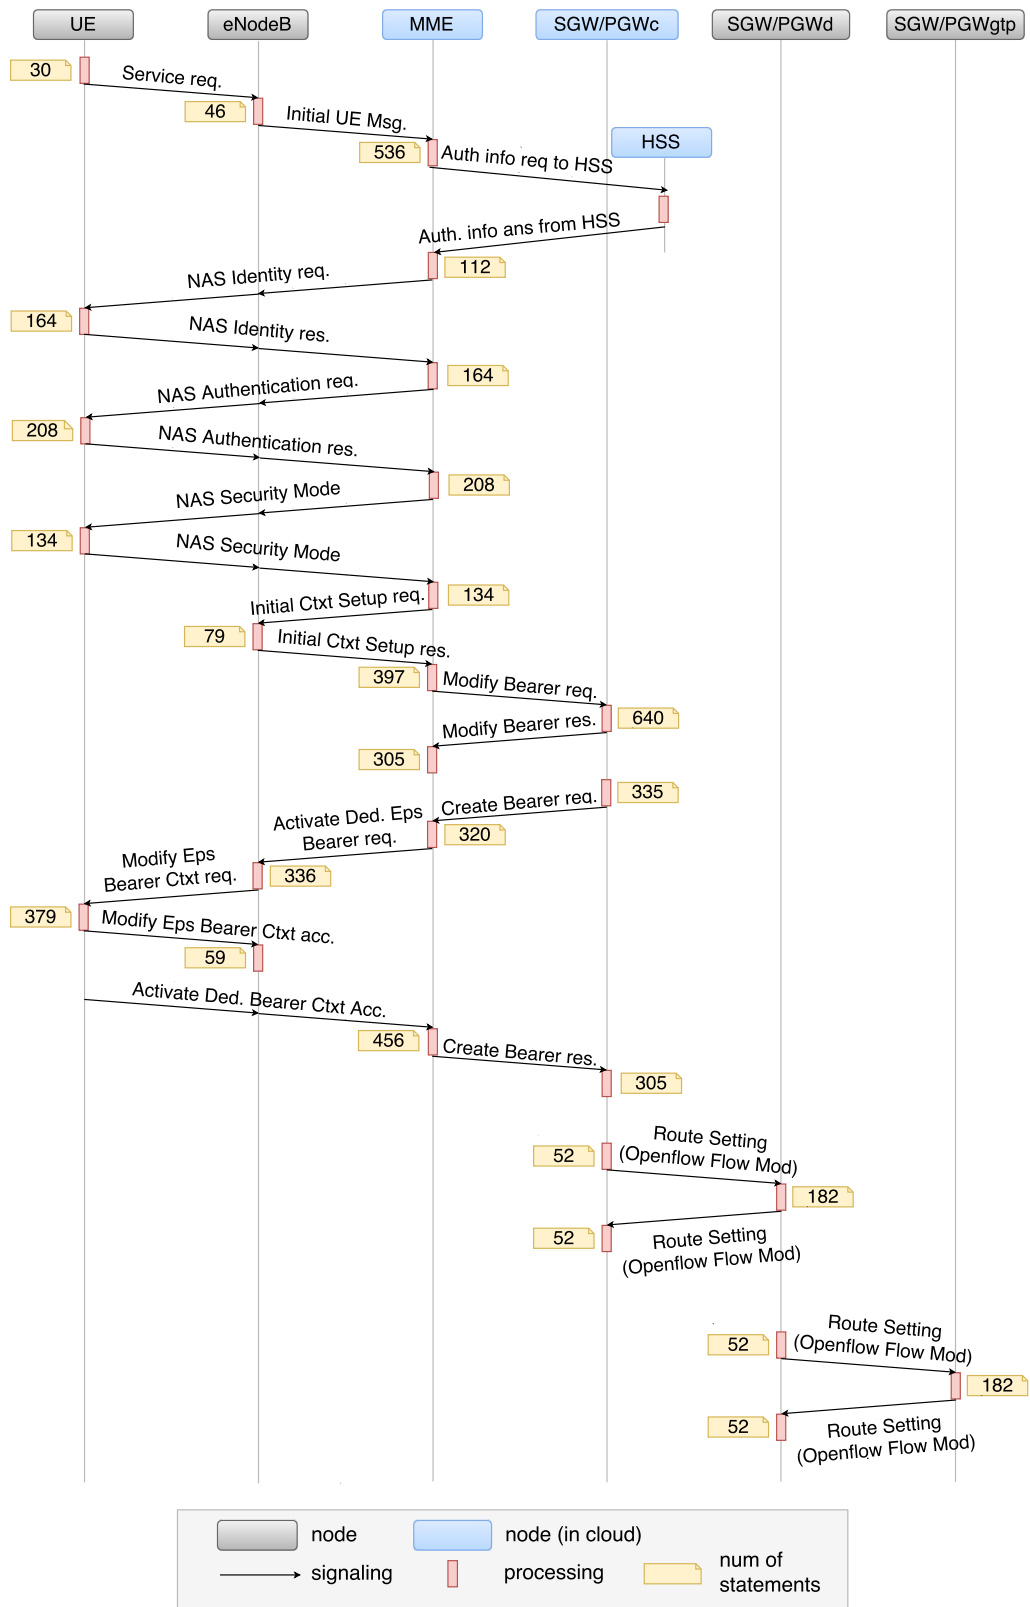 UE
eNodeB
MME
SGW/PGWc
SGW/PGWd
SGW/PGWgtp
30
Service req.
46
Initial UE Msg.
HSS
536
Auth info req to HSS
Auth. info ans from HSS
112
NAS Identity req.
164
NAS Identity res.
164
NAS Authentication req.
208
NAS Authentication res.
208
NAS Security Mode
134
NAS Security Mode
134
Initial Ctxt Setup req.
79
Initial Ctxt Setup res.
397
Modify Bearer req.
640
Modify Bearer res.
305
335
Create Bearer req.
320
Activate Ded. Eps
Bearer req.
336
Modify Eps
Bearer Ctxt req.
379
Modify Eps Bearer Ctxt acc.
59
Activate Ded. Bearer Ctxt Acc.
456
Create Bearer res.
305
52
Route Setting
(Openflow Flow Mod)
182
52
Route Setting
(Openflow Flow Mod)
52
Route Setting
(Openflow Flow Mod)
182
52
Route Setting
(Openflow Flow Mod)
node
node (in cloud)
signaling
processing
num of
statements